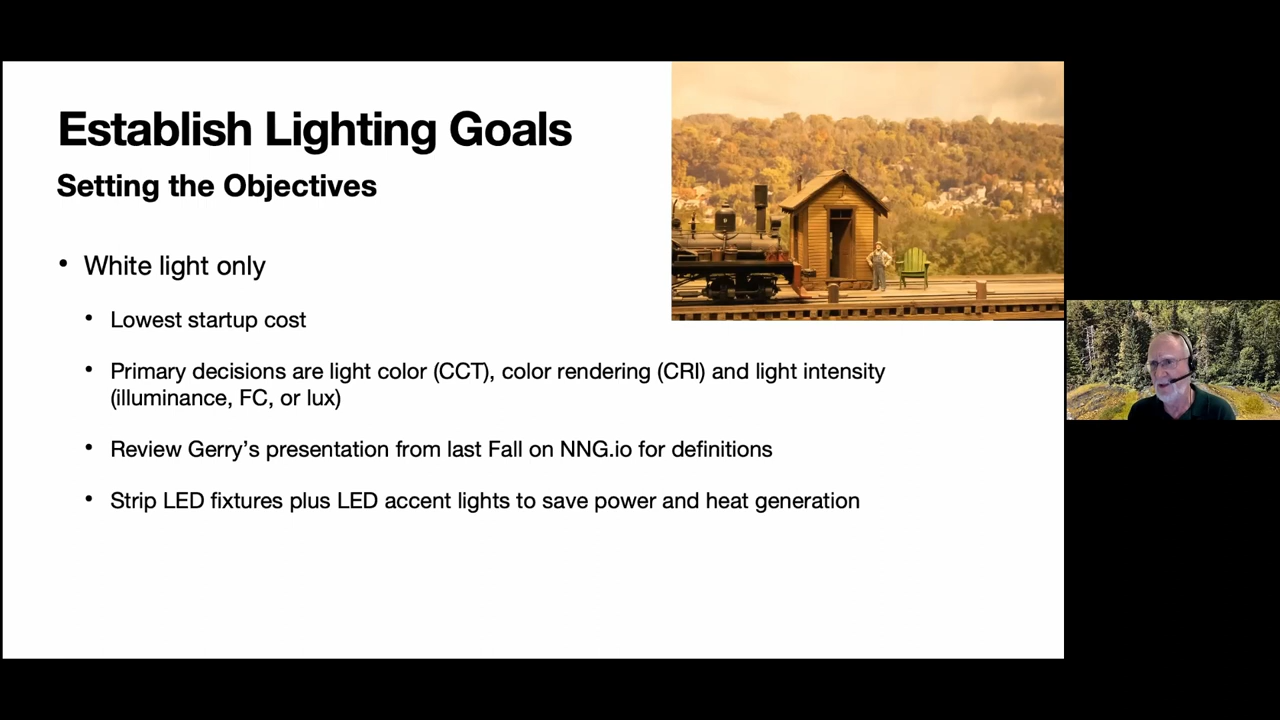 Establish Lighting Goals
Setting the Objectives
• White light only
• Lowest startup cost
• Primary decisions are light color (CCT), color rendering (CRI) and light intensity
(illuminance, FC, or lux)
• Review Gerry’s presentation from last Fall on NNG.io for definitions
• Strip LED fixtures plus LED accent lights to save power and heat generation